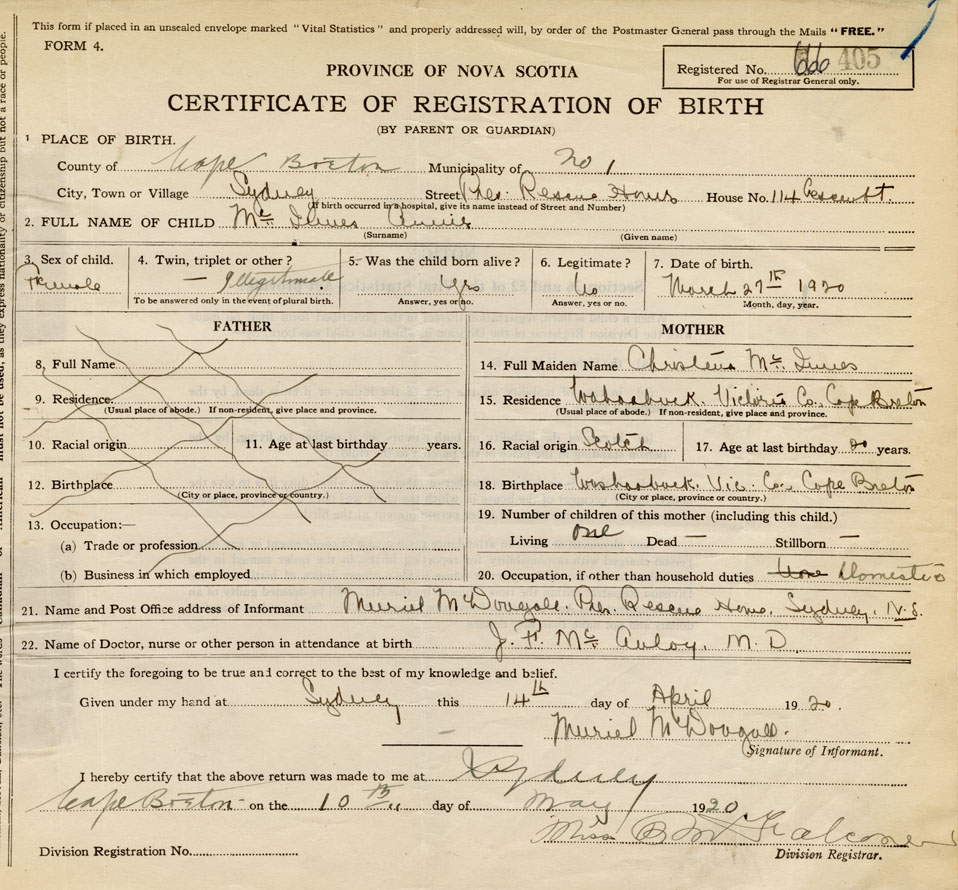 This form if placed in an unsealed envelope marked "Vital Statistics" and properly addressed will, by order of the Postmaster General pass through the Mails "FREE."
FORM 4.
Registered No. 66 405
For use of Registrar General only.
PROVINCE OF NOVA SCOTIA
CERTIFICATE OF REGISTRATION OF BIRTH
(BY PARENT OR GUARDIAN)
1 PLACE OF BIRTH.
County of Cape Breton Municipality of No 1
City, Town or Village Sydney Street Pres. Rescue Home House No. 114
(If birth occurred in a hospital, give its name instead of Street and Number)
2. FULL NAME OF CHILD Mc Innes Annie
(Surname) (Given name)
3. Sex of child. 4. Twin, triplet or other? 5. Was the child born alive? 6. Legitimate? 7. Date of birth.
Female — Illegitimate Yes No March 27th 1920
To be answered only in the event of plural birth. Answer, yes or no. Answer, yes or no. Month, day, year.
FATHER
8. Full Name
9. Residence.
(Usual place of abode.) If non-resident, give place and province.
10. Racial origin 11. Age at last birthday years.
12. Birthplace
(City or place, province or country.)
13. Occupation:—
(a) Trade or profession
(b) Business in which employed
MOTHER
14. Full Maiden Name Christena Mc Innes
15. Residence Victoria Co. Cape Breton
(Usual place of abode.) If non-resident, give place and province.
16. Racial origin Scotch 17. Age at last birthday 20 years.
18. Birthplace Washaback. Vic. Co. Cape Breton
(City or place, province or country.)
19. Number of children of this mother (including this child.)
Living One Dead — Stillborn —
20. Occupation, if other than household duties None Domestic
21. Name and Post Office address of Informant Muriel McDougall. Pres. Rescue Home. Sydney. N.S.
22. Name of Doctor, nurse or other person in attendance at birth J. F. Mc Auley. M. D.
I certify the foregoing to be true and correct to the best of my knowledge and belief.
Given under my hand at Sydney this 14th day of April 1920.
Muriel McDougall.
Signature of Informant.
I hereby certify that the above return was made to me at Sydney
Cape Breton on the 10th day of May 1920
Miss Falconer
Division Registration No. Division Registrar.